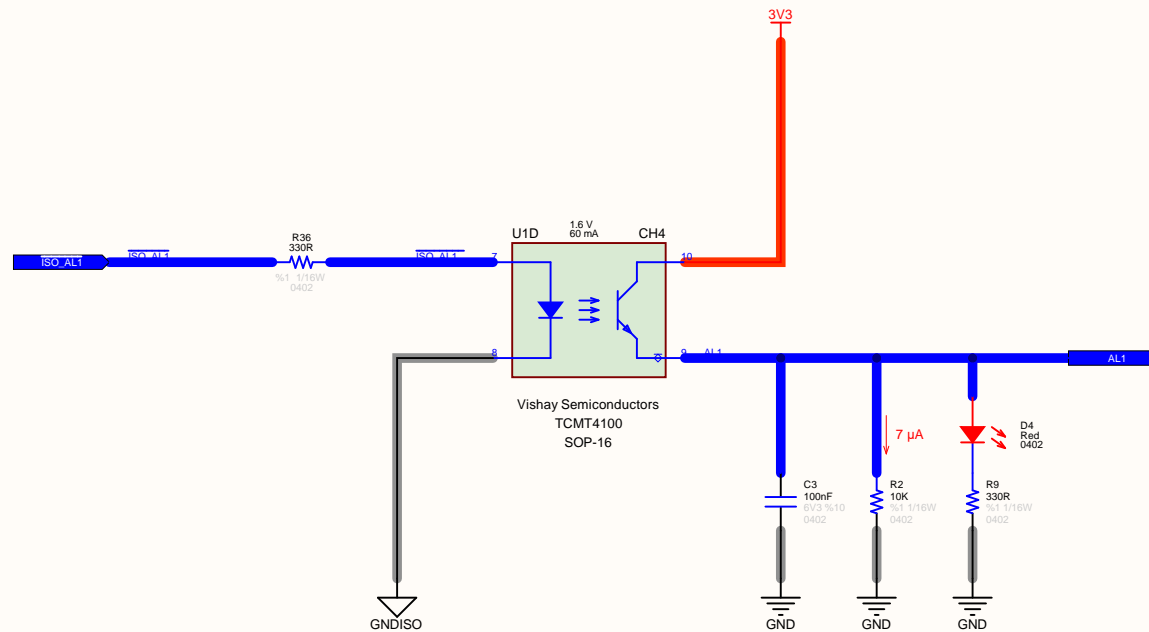 3V3
1.6 V
60 mA
U1D
CH4
R36
330R
ISO_AL1
ISO_AL1
ISO_AL1
7
10
%1 1/16W
0402
8
9
AL1
AL1
Vishay Semiconductors
TCMT4100
SOP-16
D4
Red
0402
7 µA
C3
100nF
6V3 %10
0402
R2
10K
%1 1/16W
0402
R9
330R
%1 1/16W
0402
GNDISO
GND
GND
GND